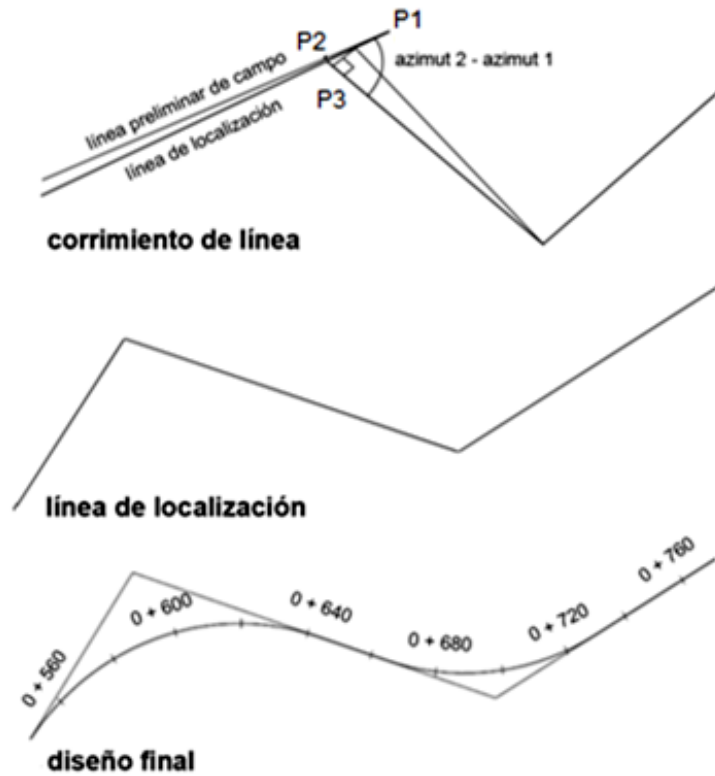 P1
P2
azimut 2 - azimut 1
P3
línea preliminar de campo
línea de localización
corrimiento de línea
línea de localización
0 + 560
0 + 600
0 + 640
0 + 680
0 + 720
0 + 760
diseño final